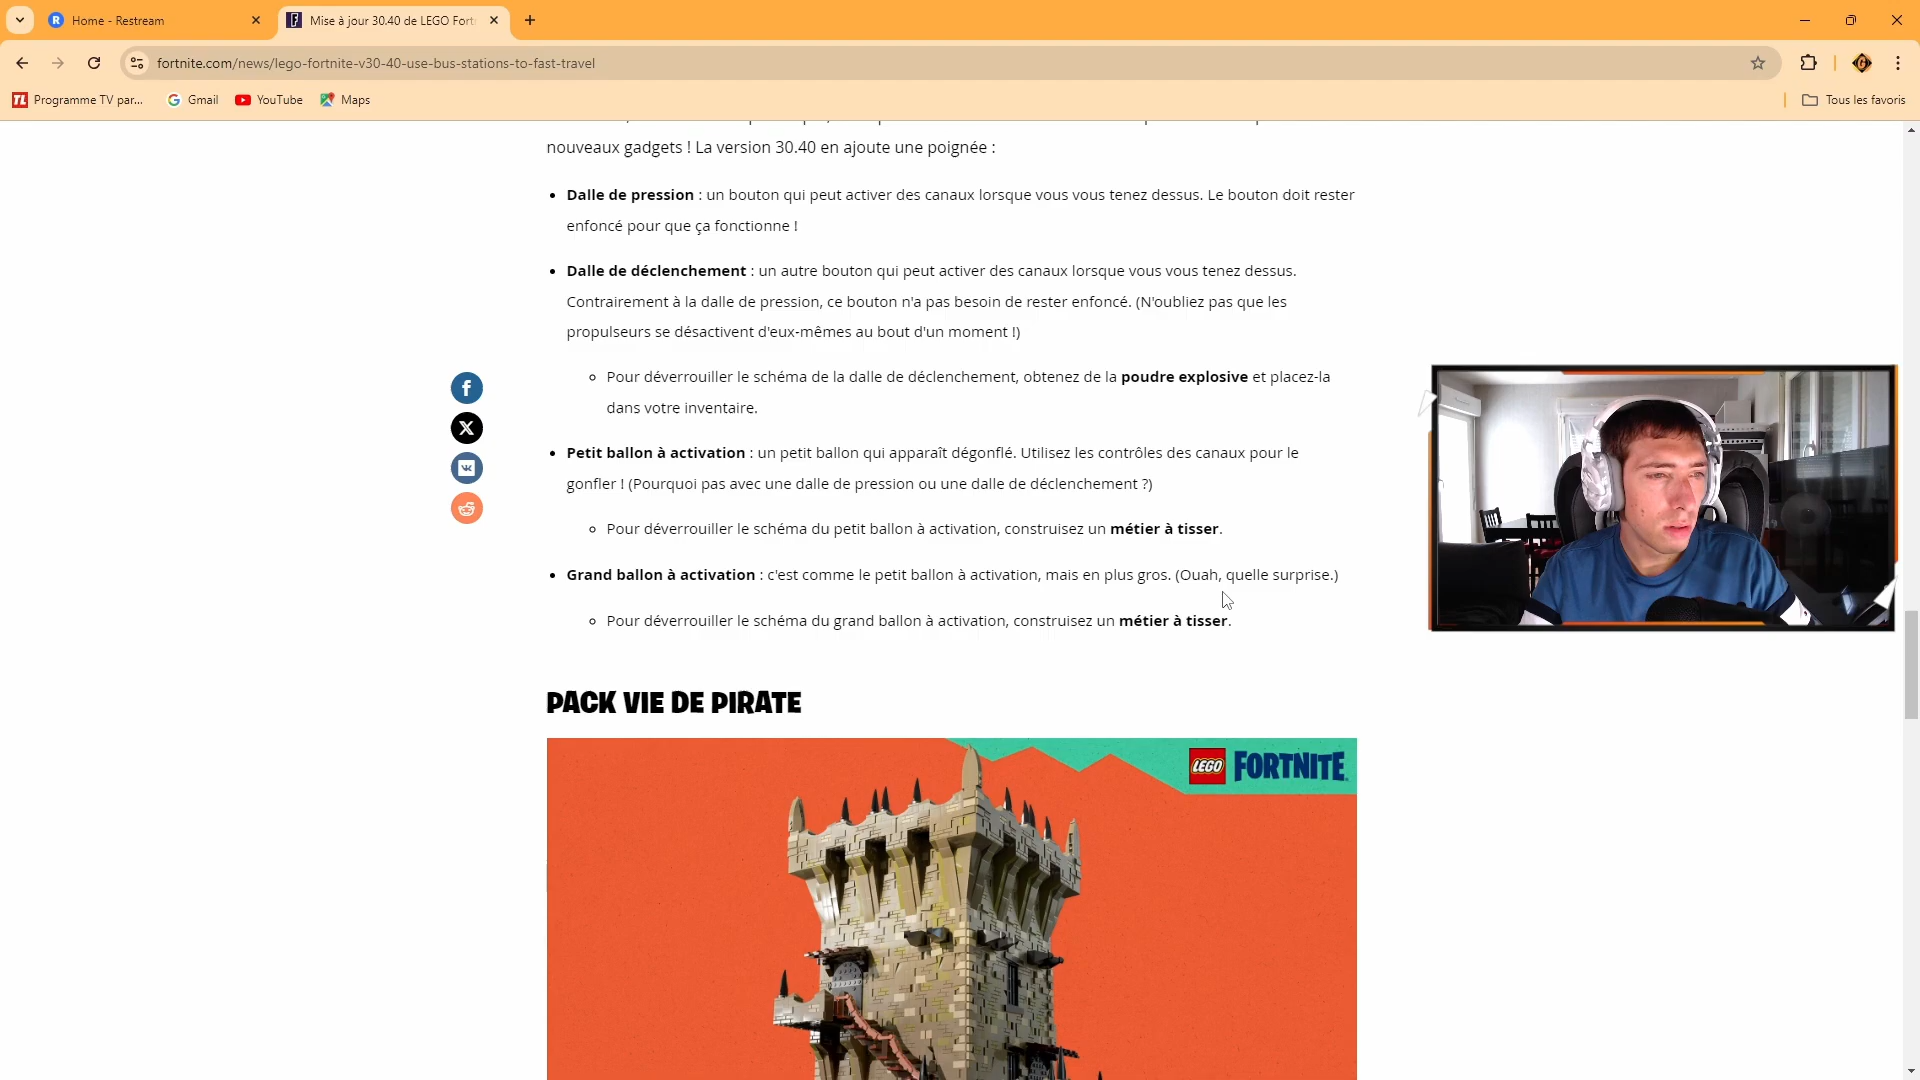 Home - Restream
Mise à jour 30.40 de LEGO Fort
fortnite.com/news/lego-fortnite-v30-40-use-bus-stations-to-fast-travel
Programme TV par...
Gmail
YouTube
Maps
Tous les favoris
nouveaux gadgets ! La version 30.40 en ajoute une poignée :
• Dalle de pression : un bouton qui peut activer des canaux lorsque vous vous tenez dessus. Le bouton doit rester
enfoncé pour que ça fonctionne !
• Dalle de déclenchement : un autre bouton qui peut activer des canaux lorsque vous vous tenez dessus.
Contrairement à la dalle de pression, ce bouton n'a pas besoin de rester enfoncé. (N'oubliez pas que les
propulseurs se désactivent d'eux-mêmes au bout d'un moment !)
◦ Pour déverrouiller le schéma de la dalle de déclenchement, obtenez de la poudre explosive et placez-la
dans votre inventaire.
• Petit ballon à activation : un petit ballon qui apparaît dégonflé. Utilisez les contrôles des canaux pour le
gonfler ! (Pourquoi pas avec une dalle de pression ou une dalle de déclenchement ?)
◦ Pour déverrouiller le schéma du petit ballon à activation, construisez un métier à tisser.
• Grand ballon à activation : c'est comme le petit ballon à activation, mais en plus gros. (Ouah, quelle surprise.)
◦ Pour déverrouiller le schéma du grand ballon à activation, construisez un métier à tisser.
PACK VIE DE PIRATE
LEGO FORTNITE